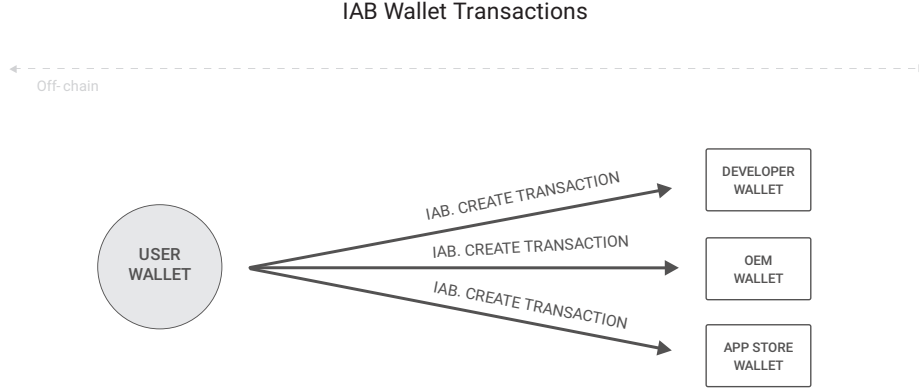 IAB Wallet Transactions
Off-chain
IAB. CREATE TRANSACTION
DEVELOPER
WALLET
USER
WALLET
IAB. CREATE TRANSACTION
OEM
WALLET
IAB. CREATE TRANSACTION
APP STORE
WALLET